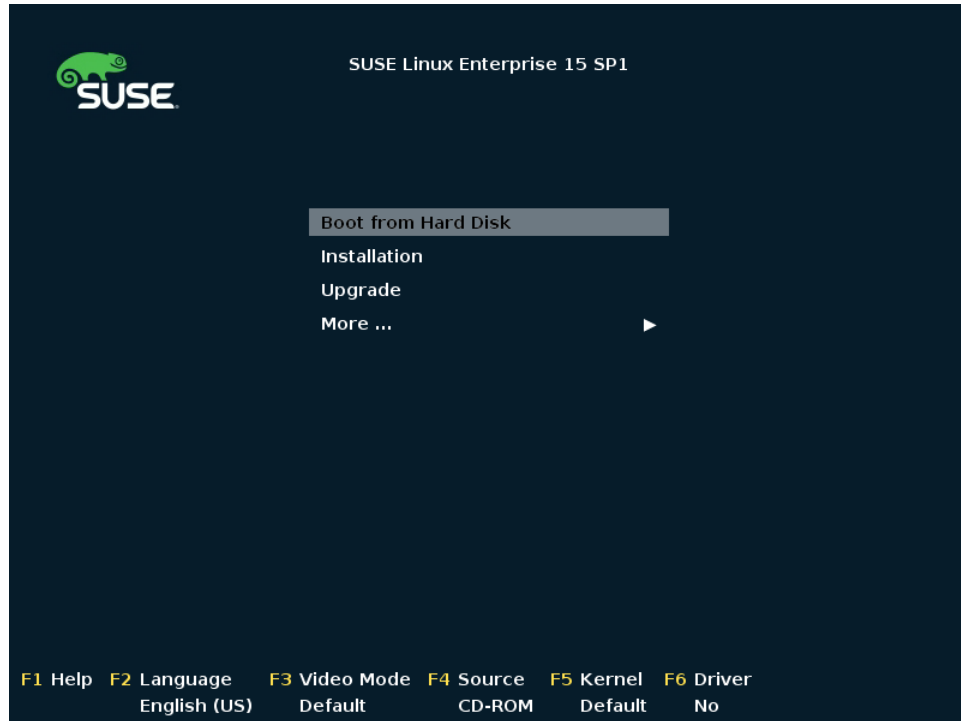 SUSE Linux Enterprise 15 SP1
SUSE
Boot from Hard Disk
Installation
Upgrade
More ...
F1 Help F2 Language F3 Video Mode F4 Source F5 Kernel F6 Driver
English (US) Default CD-ROM Default No